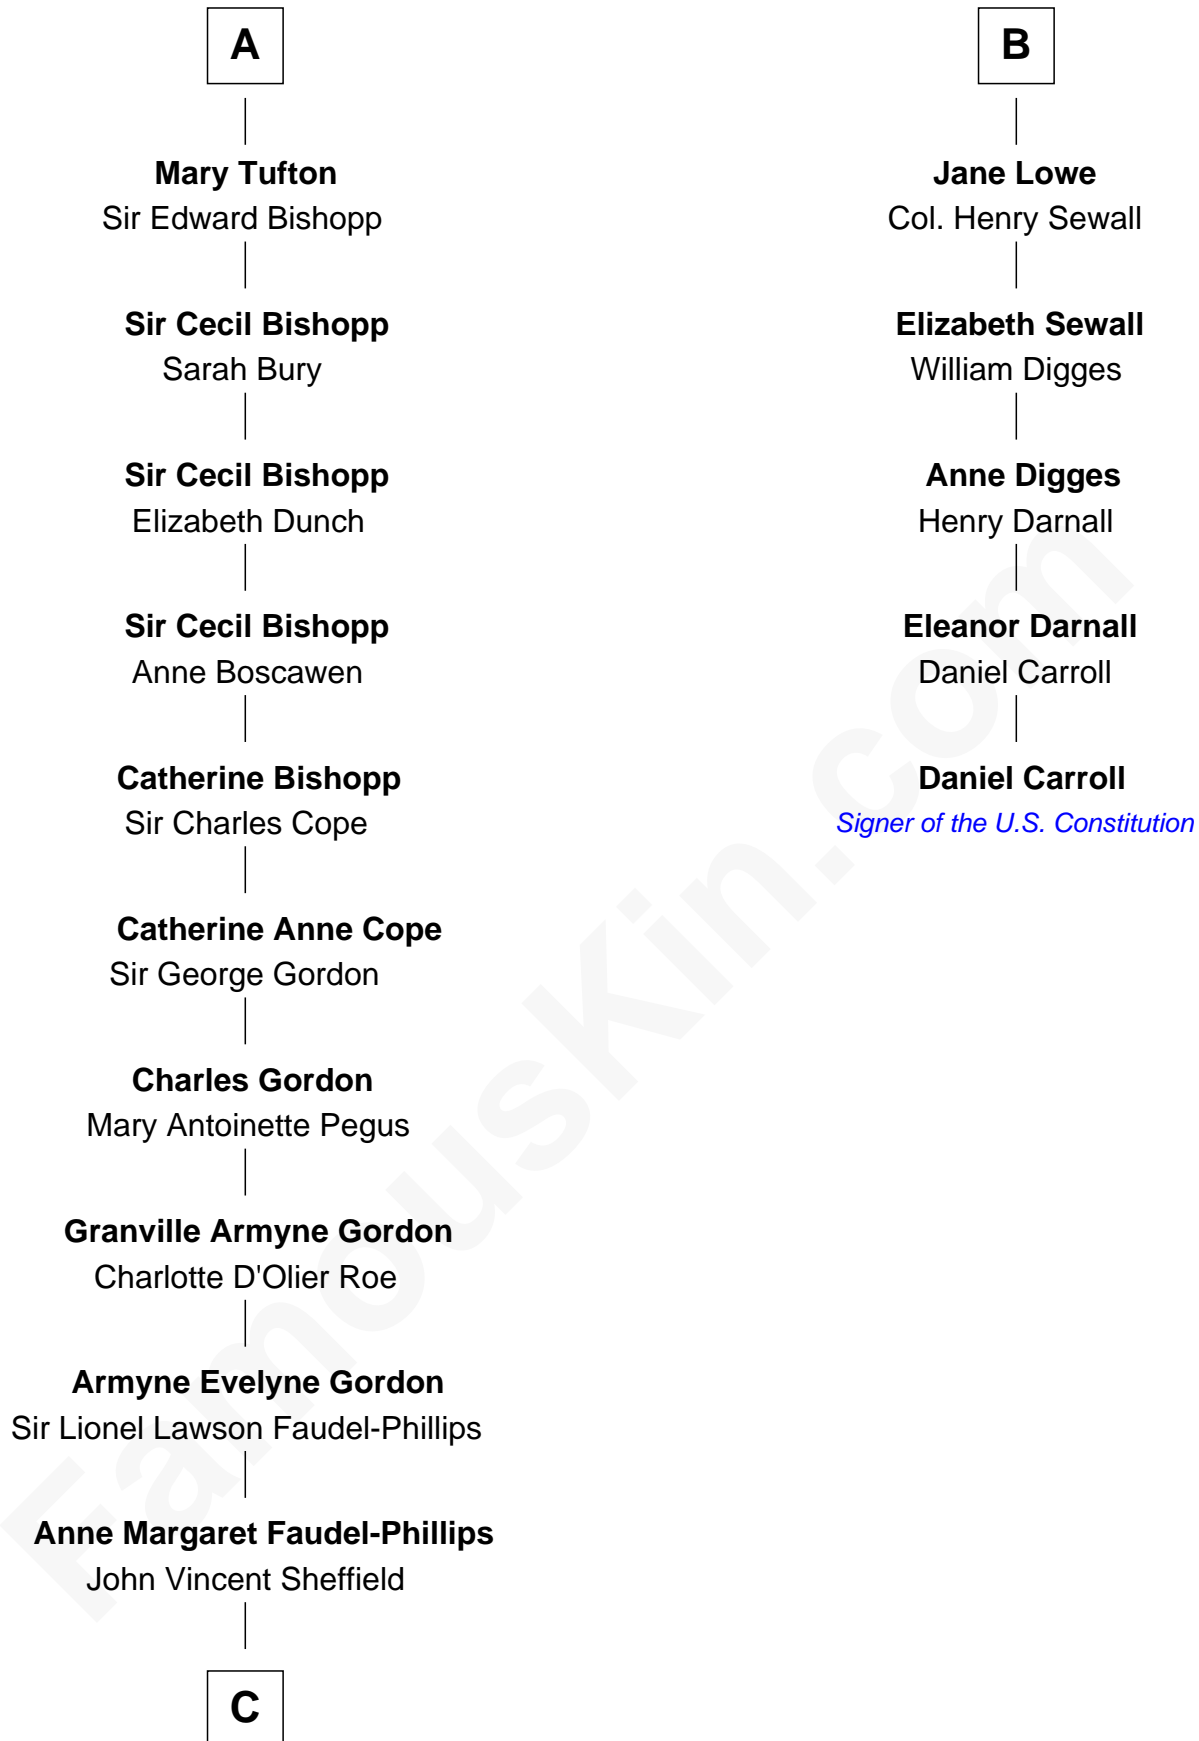 A
Mary Tufton
Sir Edward Bishopp
Sir Cecil Bishopp
Sarah Bury
Sir Cecil Bishopp
Elizabeth Dunch
Sir Cecil Bishopp
Anne Boscawen
Catherine Bishopp
Sir Charles Cope
Catherine Anne Cope
Sir George Gordon
Charles Gordon
Mary Antoinette Pegus
Granville Armyne Gordon
Charlotte D'Olier Roe
Armyne Evelyne Gordon
Sir Lionel Lawson Faudel-Phillips
Anne Margaret Faudel-Phillips
John Vincent Sheffield
C
B
Jane Lowe
Col. Henry Sewall
Elizabeth Sewall
William Digges
Anne Digges
Henry Darnall
Eleanor Darnall
Daniel Carroll
Daniel Carroll
Signer of the U.S. Constitution
FamousKin.com